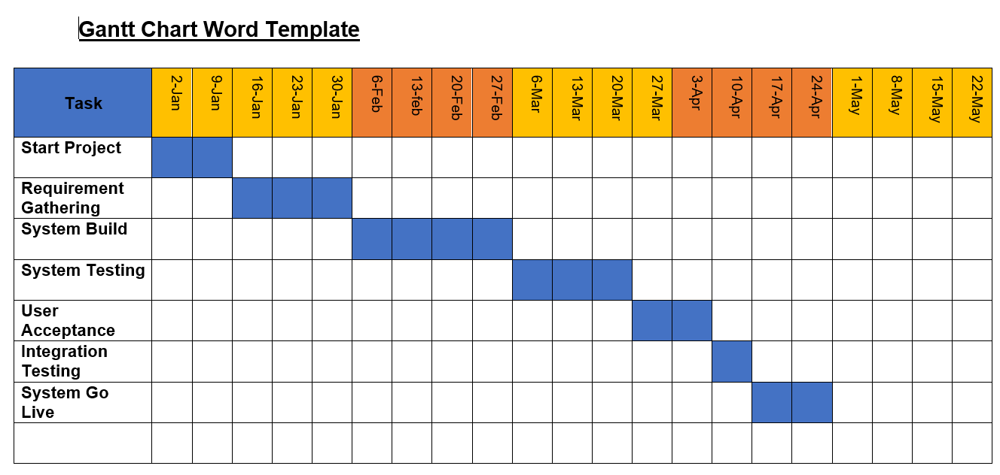 Gantt Chart Word Template
Task
2-Jan
9-Jan
16-Jan
23-Jan
30-Jan
6-Feb
13-feb
20-Feb
27-Feb
6-Mar
13-Mar
20-Mar
27-Mar
3-Apr
10-Apr
17-Apr
24-Apr
1-May
8-May
15-May
22-May
Start Project
Requirement
Gathering
System Build
System Testing
User
Acceptance
Integration
Testing
System Go
Live